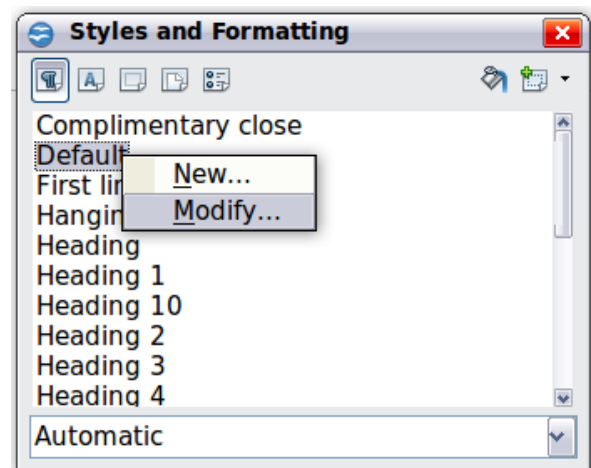 Styles and Formatting
Complimentary close
Default
New...
First lin
Modify...
Hangin
Heading
Heading 1
Heading 10
Heading 2
Heading 3
Heading 4
Automatic